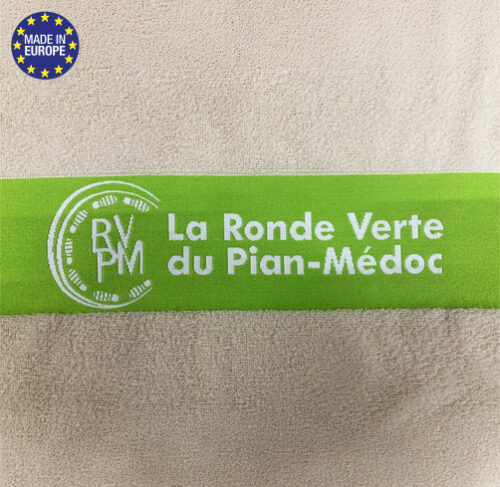 MADE IN
EUROPE
RV
PM
La Ronde Verte
du Pian-Médoc